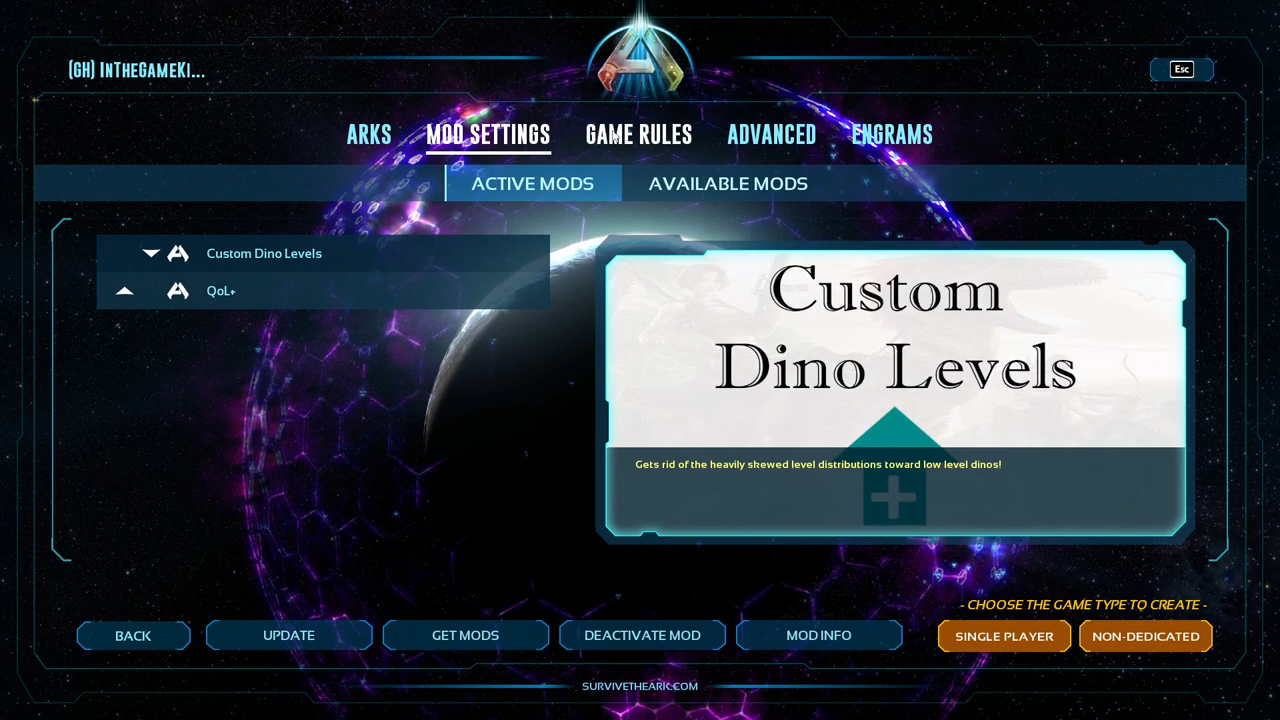 (GH) InTheGameKi...
Esc
ARKS MOD SETTINGS GAME RULES ADVANCED ENGRAMS
ACTIVE MODS AVAILABLE MODS
Custom Dino Levels
QoL+
Custom
Dino Levels
Gets rid of the heavily skewed level distributions toward low level dinos!
- CHOOSE THE GAME TYPE TO CREATE -
BACK UPDATE GET MODS DEACTIVATE MOD MOD INFO SINGLE PLAYER NON-DEDICATED
SURVIVETHEARK.COM